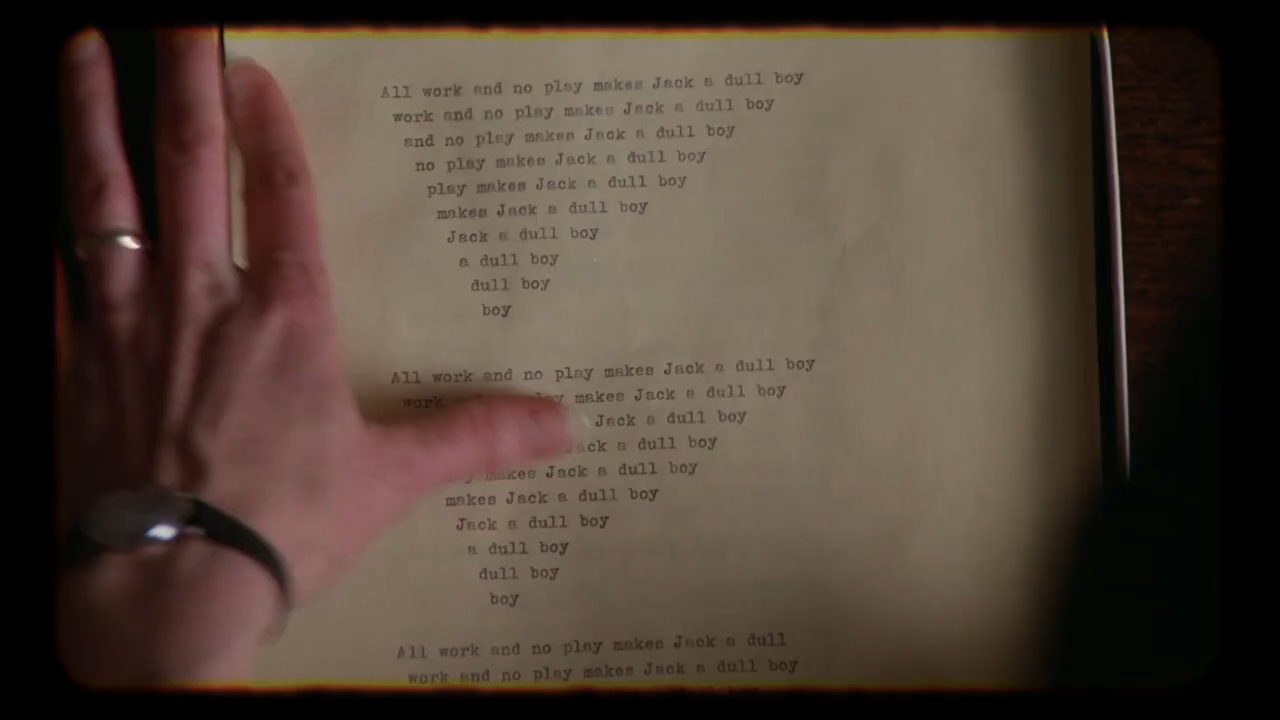 All work and no play makes Jack a dull boy
work and no play makes Jack a dull boy
and no play makes Jack a dull boy
no play makes Jack a dull boy
play makes Jack a dull boy
makes Jack a dull boy
Jack a dull boy
a dull boy
dull boy
boy
All work and no play makes Jack a dull boy
work makes Jack a dull boy
Jack a dull boy
a dull boy
makes Jack a dull boy
makes Jack a dull boy
Jack a dull boy
a dull boy
dull boy
boy
All work and no play makes Jack a dull
work and no play makes Jack a dull boy